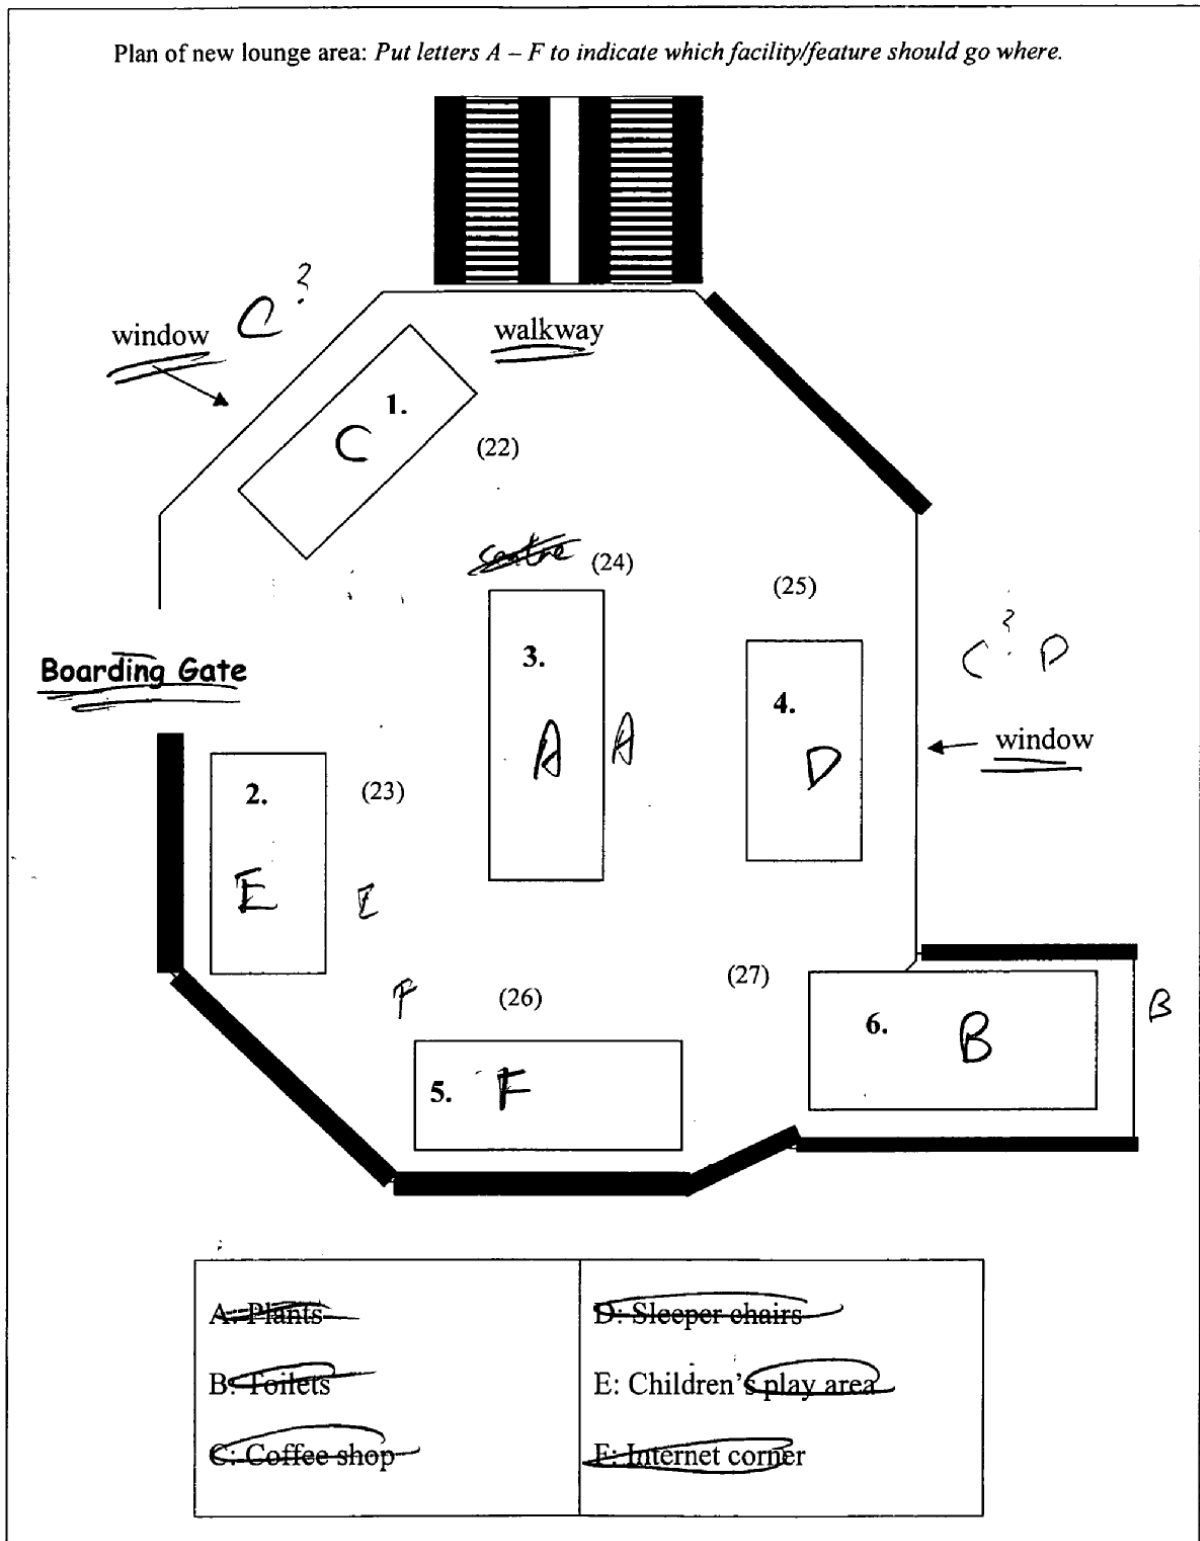 Plan of new lounge area: Put letters A – F to indicate which facility/feature should go where.
C ?
window
walkway
1.
C
(22)
centre (24)
(25)
C ? D
3.
Boarding Gate
4.
A A
D
window
2.
(23)
E
E
(27)
F
(26)
6.
B
B
5. F
A: Plants
B: Toilets
C: Coffee shop
D: Sleeper chairs
E: Children's play area
F: Internet corner